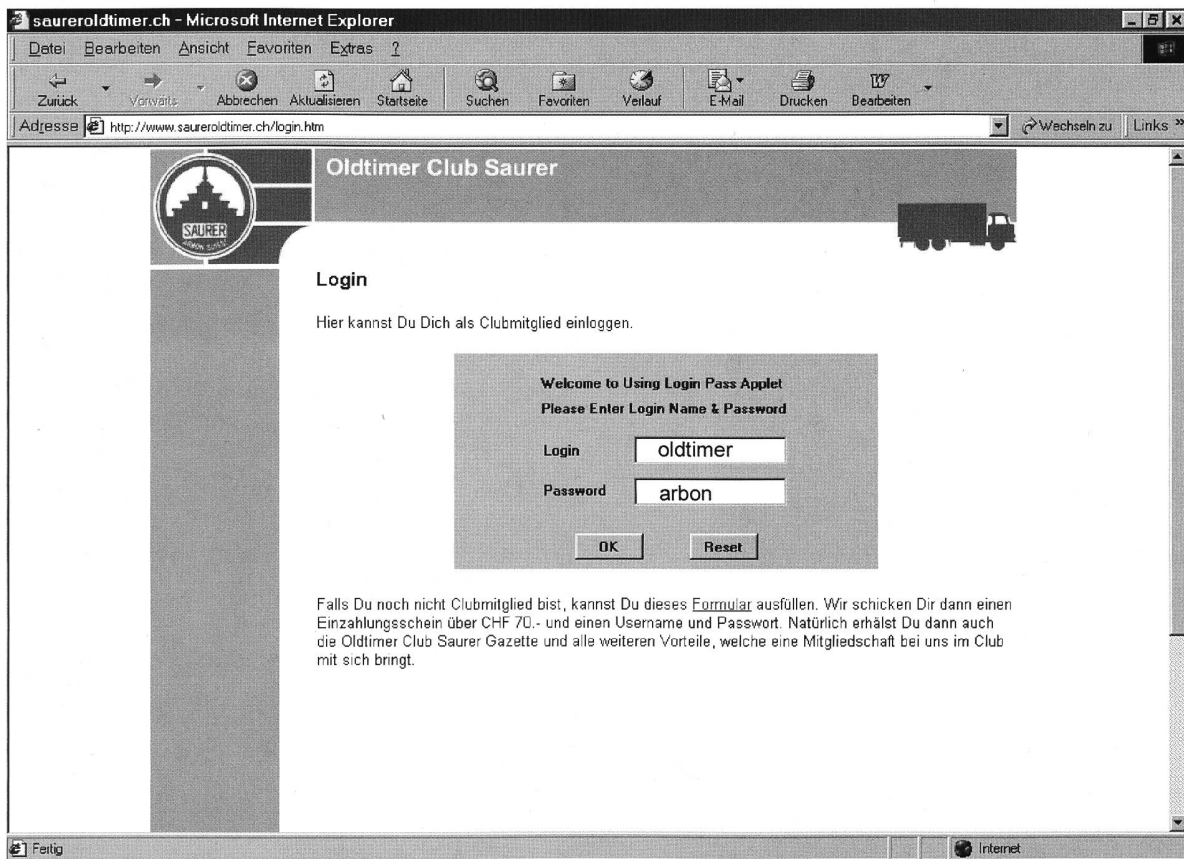 saureroldtimer.ch - Microsoft Internet Explorer
Datei Bearbeiten Ansicht Favoriten Extras ?
Zurück Vorwärts Abbrechen Aktualisieren Startseite Suchen Favoriten Verlauf E-Mail Drucken Bearbeiten
Adresse http://www.saureroldtimer.ch/login.htm Wechseln zu Links »
Oldtimer Club Saurer
SAURER
ARBON SUISSE
Login
Hier kannst Du Dich als Clubmitglied einloggen.
Welcome to Using Login Pass Applet
Please Enter Login Name & Password
Login oldtimer
Password arbon
OK Reset
Falls Du noch nicht Clubmitglied bist, kannst Du dieses Formular ausfüllen. Wir schicken Dir dann einen
Einzahlungsschein über CHF 70.- und einen Username und Passwort. Natürlich erhälst Du dann auch
die Oldtimer Club Saurer Gazette und alle weiteren Vorteile, welche eine Mitgliedschaft bei uns im Club
mit sich bringt.
Fertig Internet